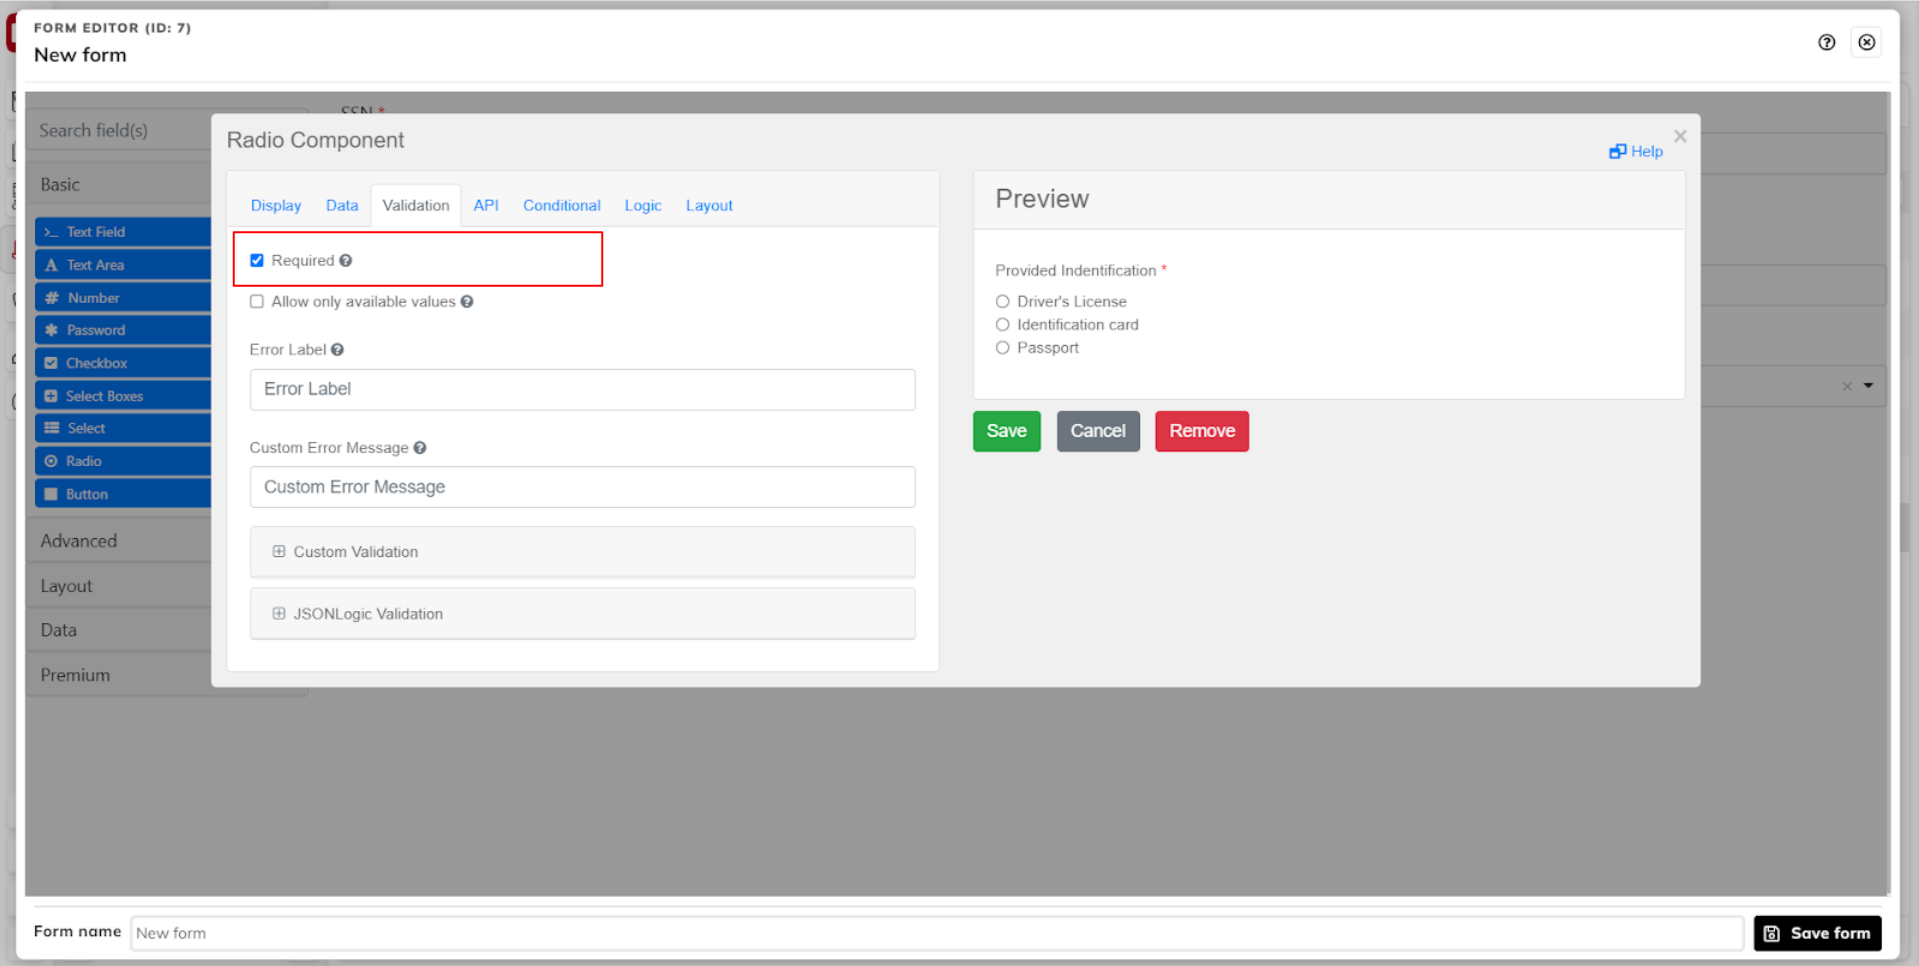 FORM EDITOR (ID: 7)
New form
SSN *
Search field(s)
Basic
Text Field
Text Area
Number
Password
Checkbox
Select Boxes
Select
Radio
Button
Advanced
Layout
Data
Premium
Radio Component
Help
Display Data Validation API Conditional Logic Layout
Required
Allow only available values
Error Label
Error Label
Custom Error Message
Custom Error Message
Custom Validation
JSONLogic Validation
Preview
Provided Indentification *
Driver's License
Identification card
Passport
Save Cancel Remove
Form name New form Save form